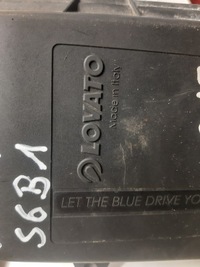 LOVATO
Made in Italy
LET THE BLUE DRIVE YO
S6B1